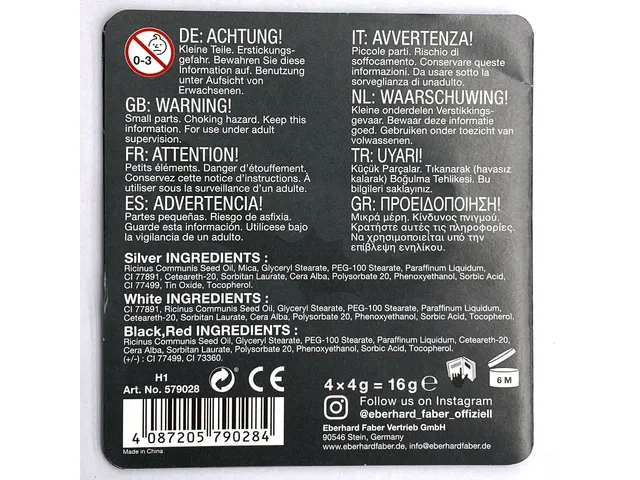 0-3
DE: ACHTUNG!
Kleine Teile. Erstickungs-
gefahr. Bewahren Sie diese
Information auf. Benutzung
unter Aufsicht von
Erwachsenen.
GB: WARNING!
Small parts. Choking hazard. Keep this
information. For use under adult
supervision.
FR: ATTENTION!
Petits éléments. Danger d'étouffement.
Conservez cette notice d'instructions. À
utiliser sous la surveillance d'un adulte.
ES: ADVERTENCIA!
Partes pequeñas. Riesgo de asfixia.
Guarde esta información. Utilícese bajo
la vigilancia de un adulto.
IT: AVVERTENZA!
Piccole parti. Rischio di
soffocamento. Conservare queste
informazioni. Da usare sotto la
sorveglianza di un adulto.
NL: WAARSCHUWING!
Kleine onderdelen. Verstikkings-
gevaar. Bewaar deze informatie
goed. Gebruiken onder toezicht van
volwassenen.
TR: UYARI!
Küçük Parçalar. Tıkanarak (havasız
kalarak) Boğulma Tehlikesi. Bu
bilgileri saklayınız.
GR: ΠΡΟΕΙΔΟΠΟΙΗΣΗ!
Μικρά μέρη. Κίνδυνος πνιγμού.
Κρατήστε αυτές τις πληροφορίες.
Να χρησιμοποιείται υπό την
επίβλεψη ενηλίκου.
Silver INGREDIENTS :
Ricinus Communis Seed Oil, Mica, Glyceryl Stearate, PEG-100 Stearate, Paraffinum Liquidum,
CI 77891, Ceteareth-20, Sorbitan Laurate, Cera Alba, Polysorbate 20, Phenoxyethanol, Sorbic Acid,
CI 77499, Tin Oxide, Tocopherol.
White INGREDIENTS :
CI 77891, Ricinus Communis Seed Oil, Glyceryl Stearate, PEG-100 Stearate, Paraffinum Liquidum,
Ceteareth-20, Sorbitan Laurate, Cera Alba, Polysorbate 20, Phenoxyethanol, Sorbic Acid, Tocopherol.
Black,Red INGREDIENTS :
Ricinus Communis Seed Oil, Glyceryl Stearate, PEG-100 Stearate, Paraffinum Liquidum, Ceteareth-20,
Cera Alba, Sorbitan Laurate, Polysorbate 20, Phenoxyethanol, Sorbic Acid, Tocopherol.
(+/-) : CI 77499, CI 73360.
H1
Art. No. 579028
CE
4×4g = 16g e
6 M
Follow us on Instagram
@eberhard_faber_offiziell
4 087205 790284
Eberhard Faber Vertrieb GmbH
90546 Stein, Germany
www.eberhardfaber.de, info@eberhardfaber.de
Made in China